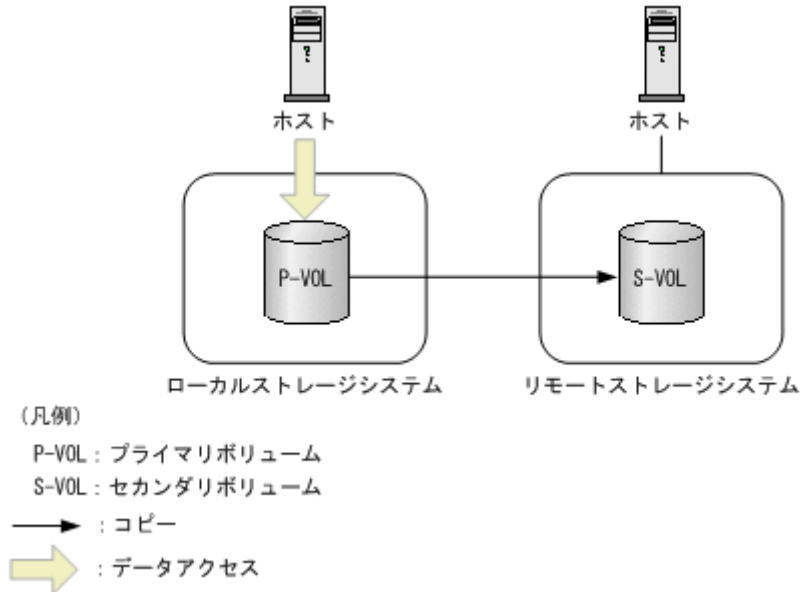 ホスト
ホスト
P-VOL
S-VOL
ローカルストレージシステム
リモートストレージシステム
(凡例)
P-VOL:プライマリボリューム
S-VOL:セカンダリボリューム
:コピー
:データアクセス